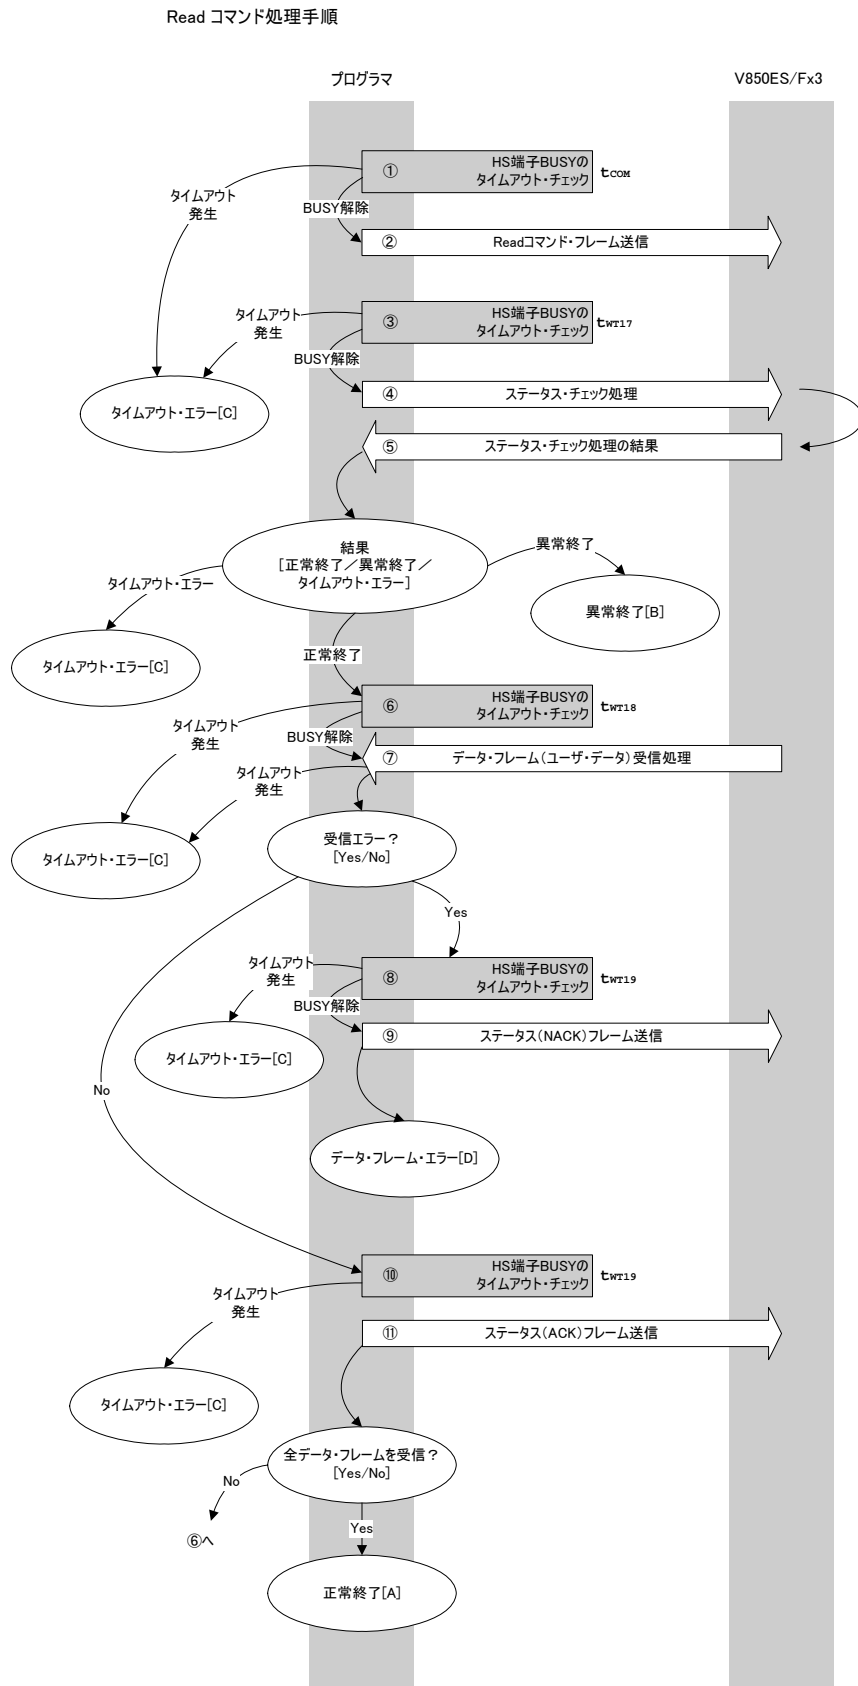 Read コマンド処理手順
プログラマ
V850ES/Fx3
①
HS端子BUSYの
タイムアウト・チェック
tCOM
タイムアウト
発生
BUSY解除
②
Readコマンド・フレーム送信
③
HS端子BUSYの
タイムアウト・チェック
tWT17
タイムアウト
発生
BUSY解除
④
ステータス・チェック処理
タイムアウト・エラー[C]
⑤
ステータス・チェック処理の結果
結果
[正常終了／異常終了／
タイムアウト・エラー]
異常終了
タイムアウト・エラー
異常終了[B]
タイムアウト・エラー[C]
正常終了
⑥
HS端子BUSYの
タイムアウト・チェック
tWT18
タイムアウト
発生
BUSY解除
⑦
データ・フレーム（ユーザ・データ）受信処理
タイムアウト
発生
タイムアウト・エラー[C]
受信エラー？
[Yes/No]
Yes
⑧
HS端子BUSYの
タイムアウト・チェック
tWT19
タイムアウト
発生
BUSY解除
⑨
ステータス（NACK）フレーム送信
タイムアウト・エラー[C]
No
データ・フレーム・エラー[D]
⑩
HS端子BUSYの
タイムアウト・チェック
tWT19
タイムアウト
発生
⑪
ステータス（ACK）フレーム送信
タイムアウト・エラー[C]
全データ・フレームを受信？
[Yes/No]
No
⑥へ
Yes
正常終了[A]